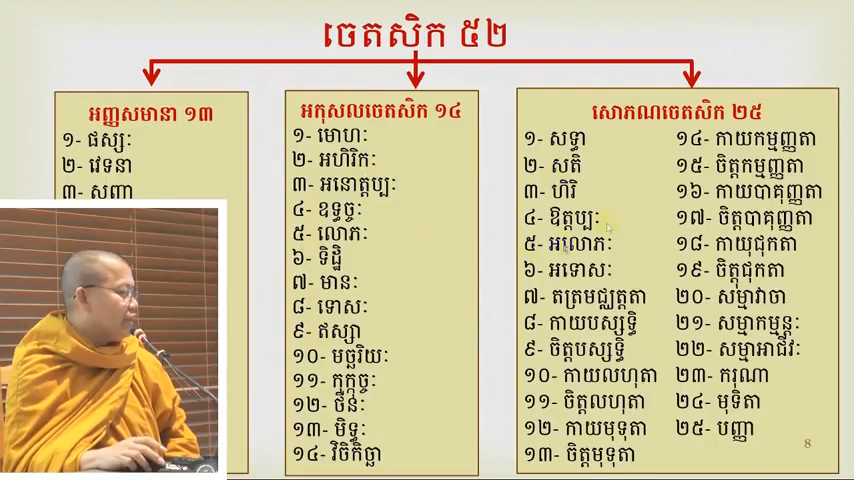 ចេតសិក ៥២
អញ្ញសមានា ១៣
១- ផស្សៈ
២- វេទនា
៣- សញ្ញា
អកុសលចេតសិក ១៤
១- មោហៈ
២- អហិរិកៈ
៣- អនោត្តប្បៈ
៤- ឧទ្ធច្ចៈ
៥- លោភៈ
៦- ទិដ្ឋិ
៧- មានៈ
៨- ទោសៈ
៩- ឥស្សា
១០- មច្ឆរិយៈ
១១- កុក្កុច្ចៈ
១២- ថីនៈ
១៣- មិទ្ធៈ
១៤- វិចិកិច្ឆា
សោភណចេតសិក ២៥
១- សទ្ធា
២- សតិ
៣- ហិរិ
៤- ឱត្តប្បៈ
៥- អលោភៈ
៦- អទោសៈ
៧- តត្រមជ្ឈត្តតា
៨- កាយបស្សទ្ធិ
៩- ចិត្តបស្សទ្ធិ
១០- កាយលហុតា
១១- ចិត្តលហុតា
១២- កាយមុទុតា
១៣- ចិត្តមុទុតា
១៤- កាយកម្មញ្ញតា
១៥- ចិត្តកម្មញ្ញតា
១៦- កាយបាគុញ្ញតា
១៧- ចិត្តបាគុញ្ញតា
១៨- កាយុជុកតា
១៩- ចិត្តុជុកតា
២០- សម្មាវាចា
២១- សម្មាកម្មន្តៈ
២២- សម្មាអាជីវៈ
២៣- ករុណា
២៤- មុទិតា
២៥- បញ្ញា
8